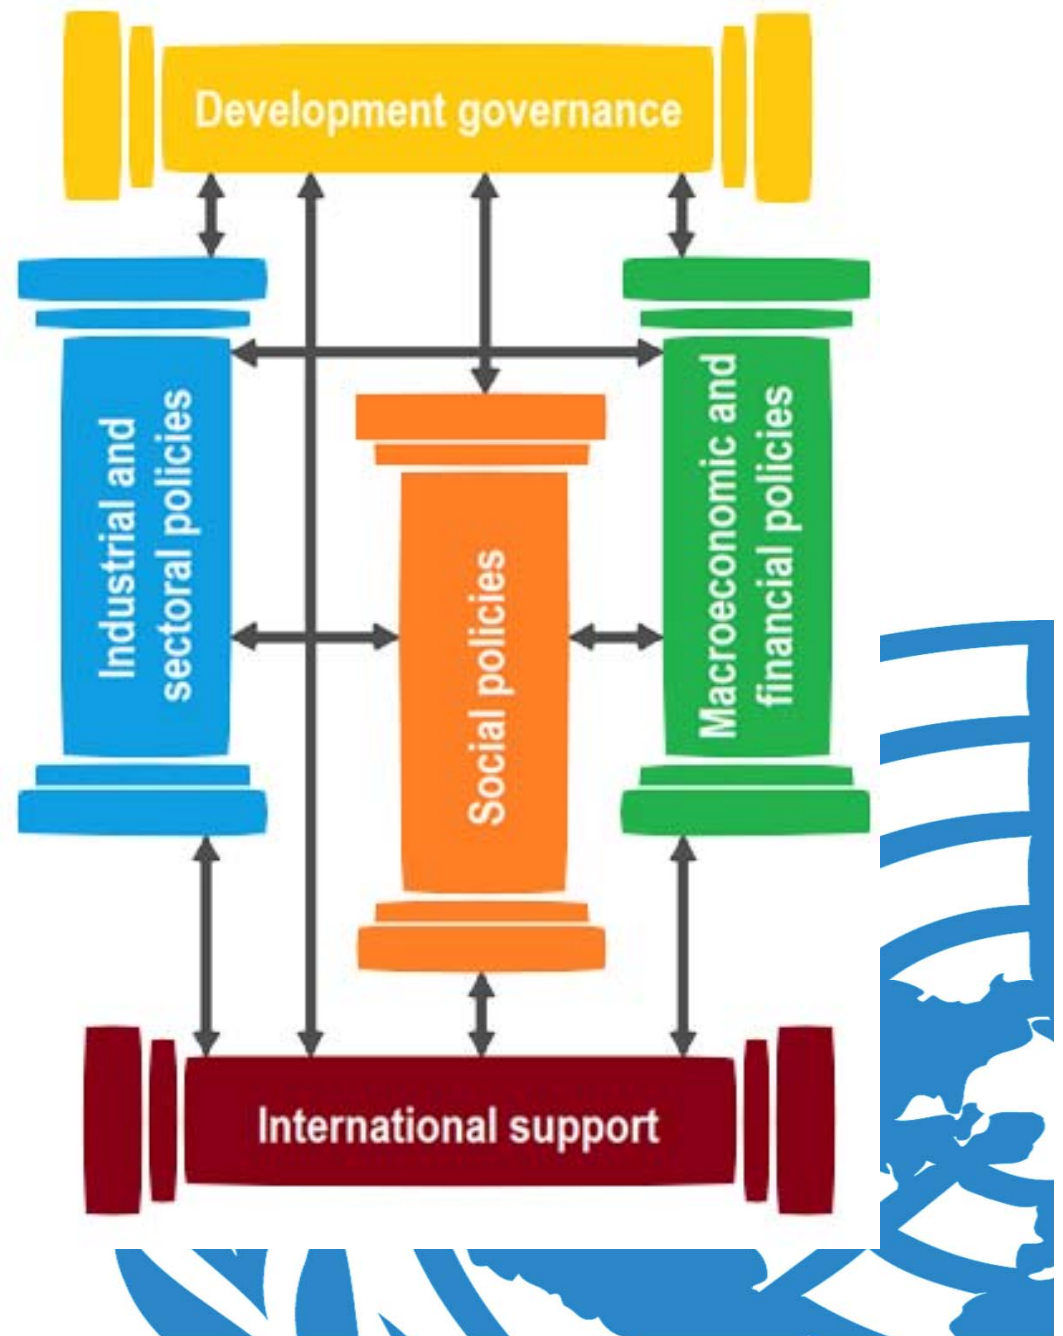 Development governance
Industrial and
sectoral policies
Social policies
Macroeconomic and
financial policies
International support